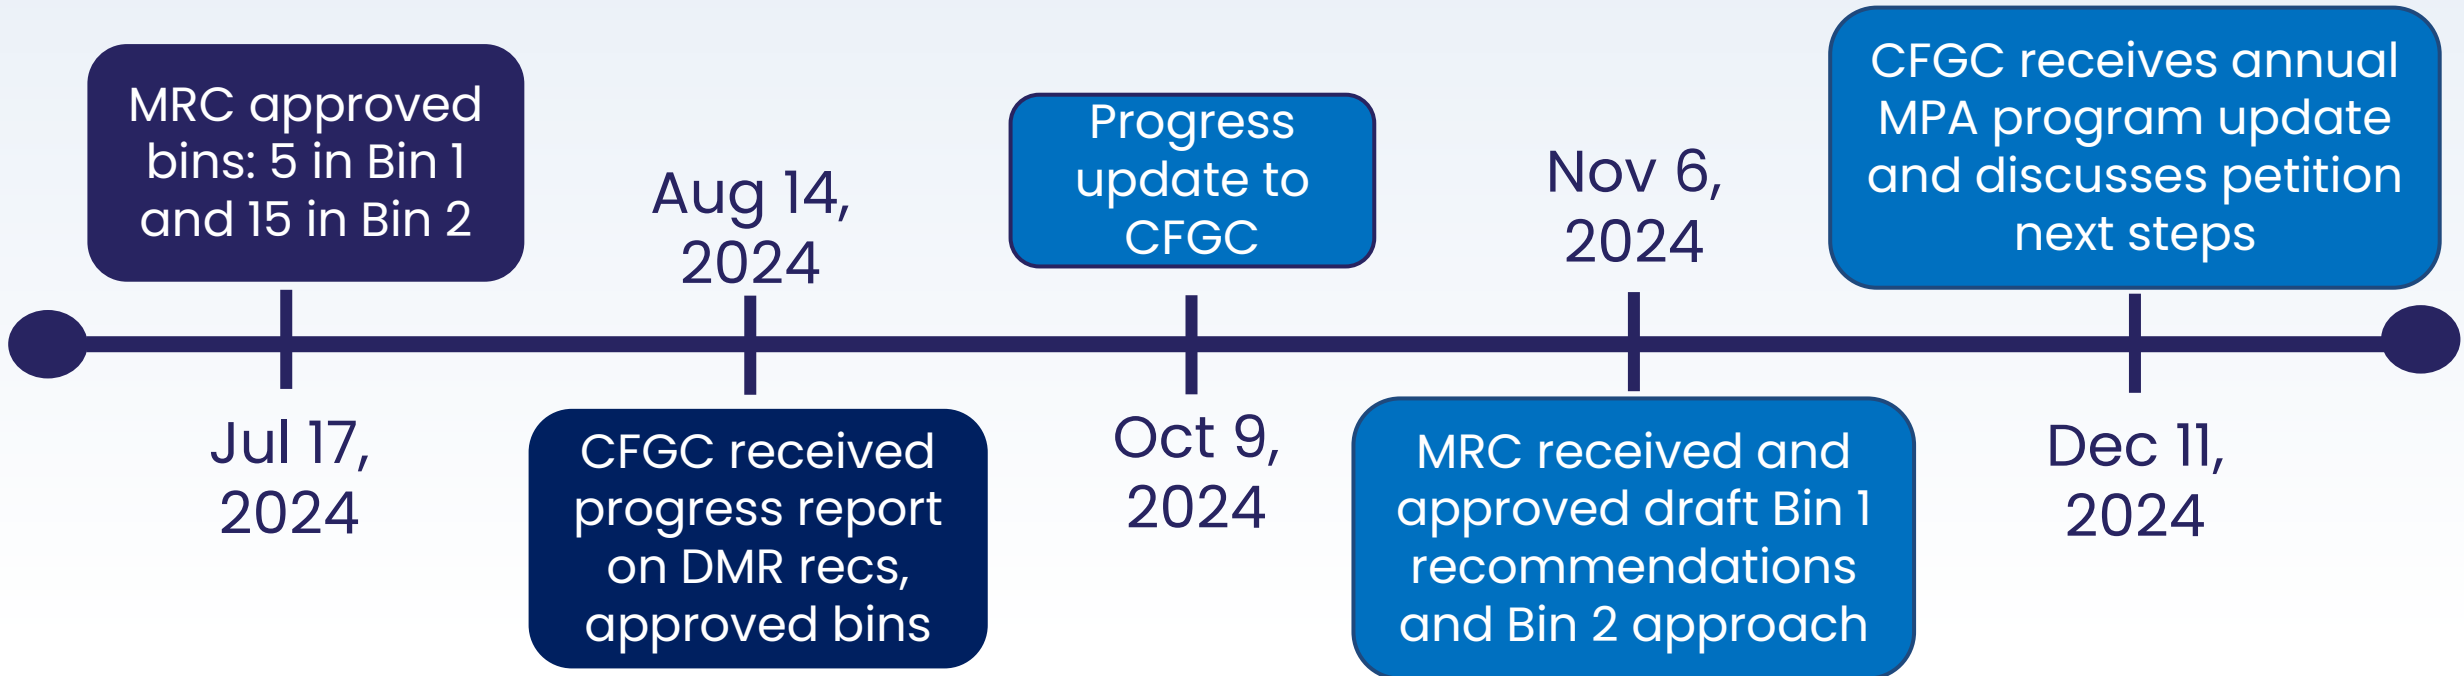 MRC approved
bins: 5 in Bin 1
and 15 in Bin 2
Jul 17,
2024
Aug 14,
2024
CFGC received
progress report
on DMR recs,
approved bins
Progress
update to
CFGC
Oct 9,
2024
Nov 6,
2024
MRC received and
approved draft Bin 1
recommendations
and Bin 2 approach
CFGC receives annual
MPA program update
and discusses petition
next steps
Dec 11,
2024